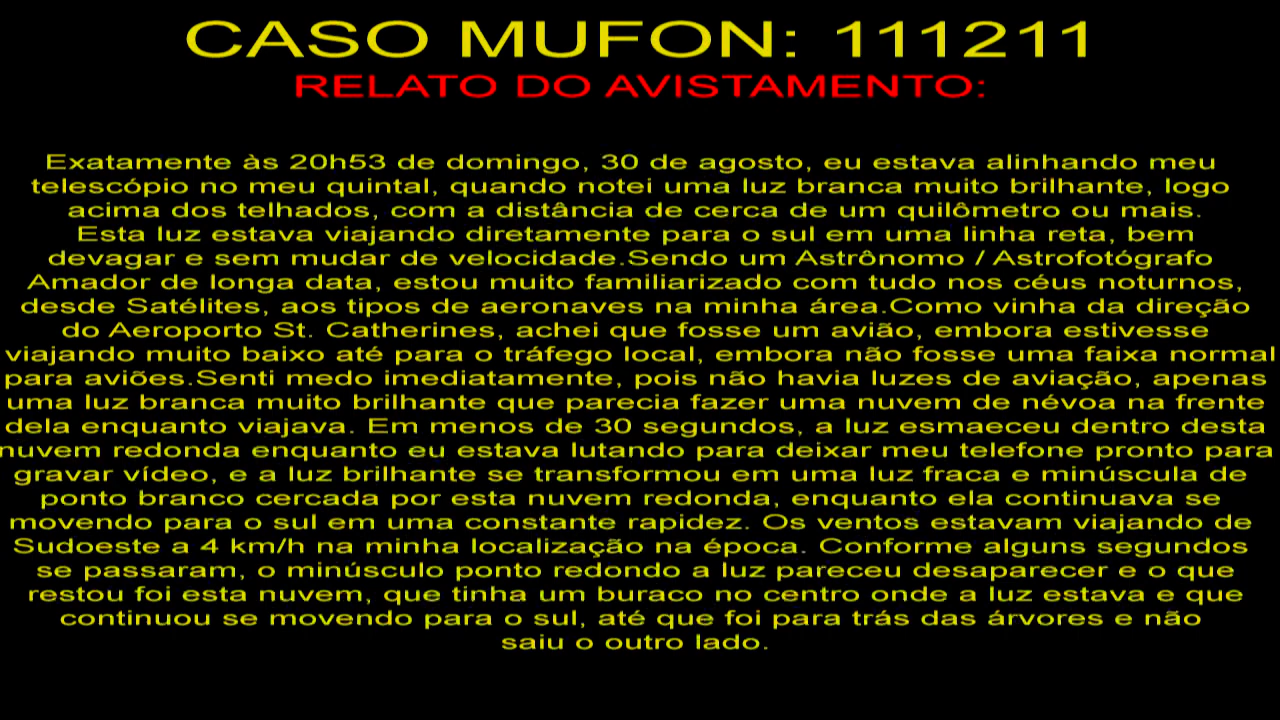 CASO MUFON: 111211
RELATO DO AVISTAMENTO:
Exatamente às 20h53 de domingo, 30 de agosto, eu estava alinhando meu
telescópio no meu quintal, quando notei uma luz branca muito brilhante, logo
acima dos telhados, com a distância de cerca de um quilômetro ou mais.
Esta luz estava viajando diretamente para o sul em uma linha reta, bem
devagar e sem mudar de velocidade.Sendo um Astrônomo / Astrofotógrafo
Amador de longa data, estou muito familiarizado com tudo nos céus noturnos,
desde Satélites, aos tipos de aeronaves na minha área.Como vinha da direção
do Aeroporto St. Catherines, achei que fosse um avião, embora estivesse
viajando muito baixo até para o tráfego local, embora não fosse uma faixa normal
para aviões.Senti medo imediatamente, pois não havia luzes de aviação, apenas
uma luz branca muito brilhante que parecia fazer uma nuvem de névoa na frente
dela enquanto viajava. Em menos de 30 segundos, a luz esmaeceu dentro desta
nuvem redonda enquanto eu estava lutando para deixar meu telefone pronto para
gravar vídeo, e a luz brilhante se transformou em uma luz fraca e minúscula de
ponto branco cercada por esta nuvem redonda, enquanto ela continuava se
movendo para o sul em uma constante rapidez. Os ventos estavam viajando de
Sudoeste a 4 km/h na minha localização na época. Conforme alguns segundos
se passaram, o minúsculo ponto redondo a luz pareceu desaparecer e o que
restou foi esta nuvem, que tinha um buraco no centro onde a luz estava e que
continuou se movendo para o sul, até que foi para trás das árvores e não
saiu o outro lado.